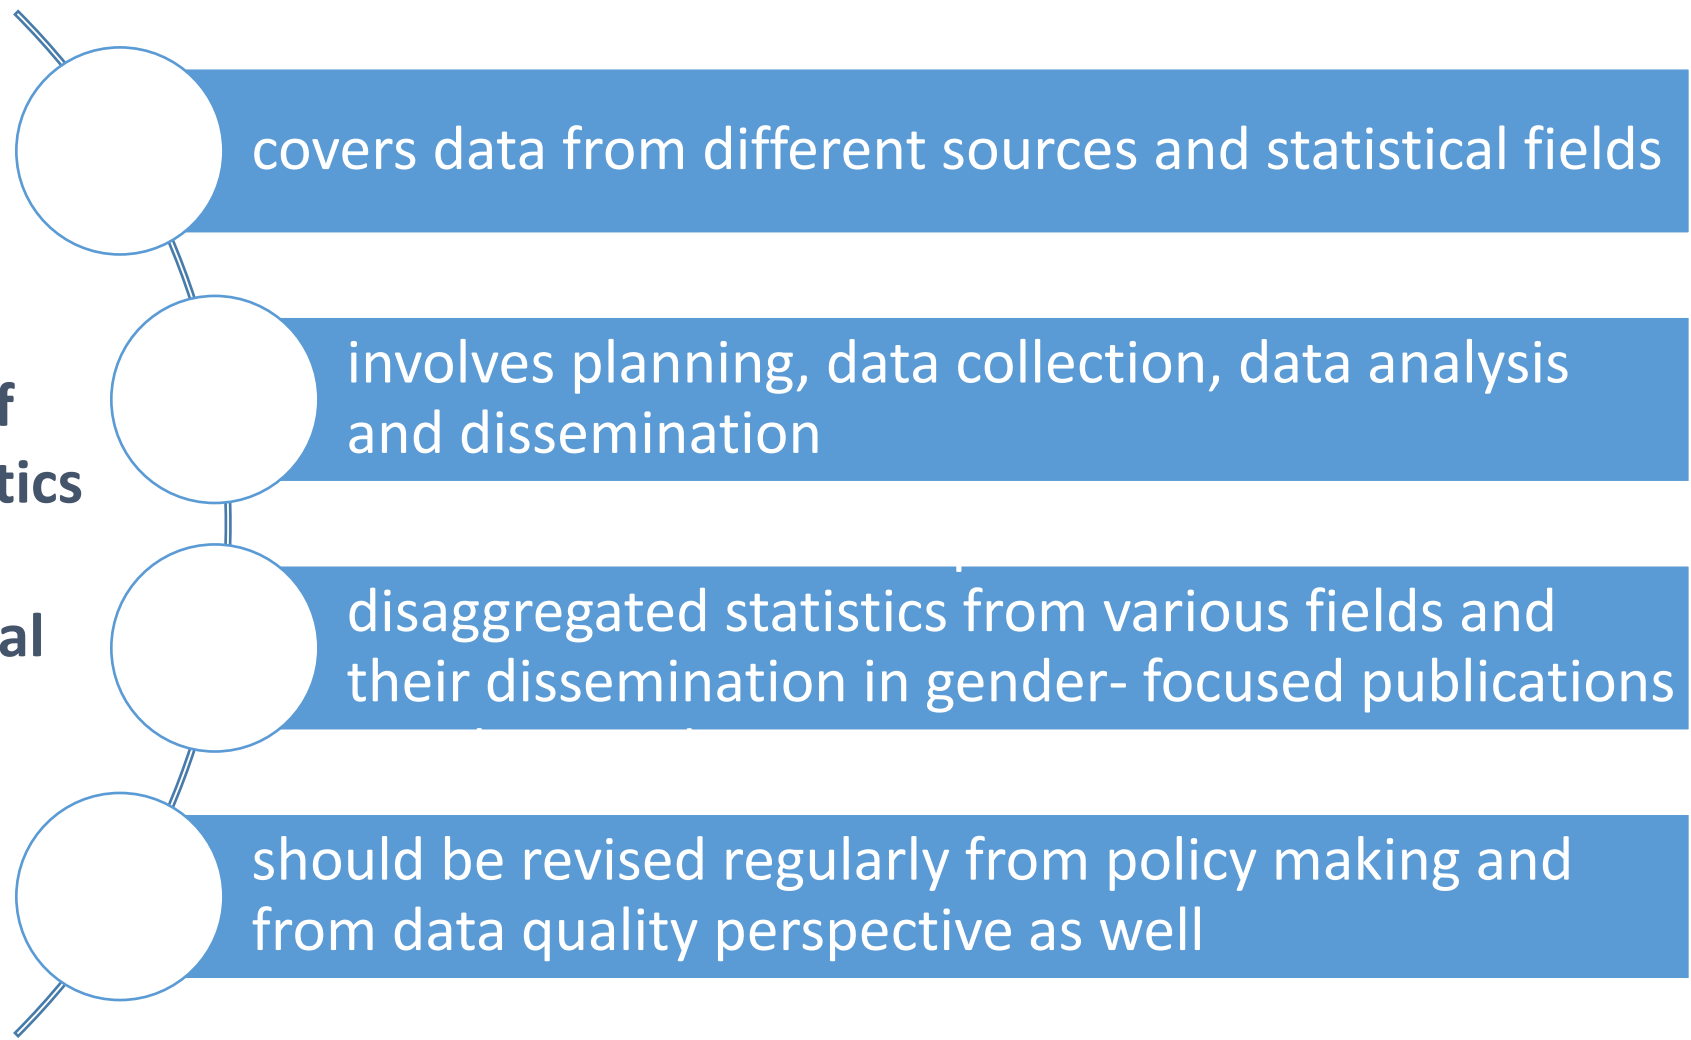 covers data from different sources and statistical fields
involves planning, data collection, data analysis
and dissemination
disaggregated statistics from various fields and
their dissemination in gender- focused publications
should be revised regularly from policy making and
from data quality perspective as well